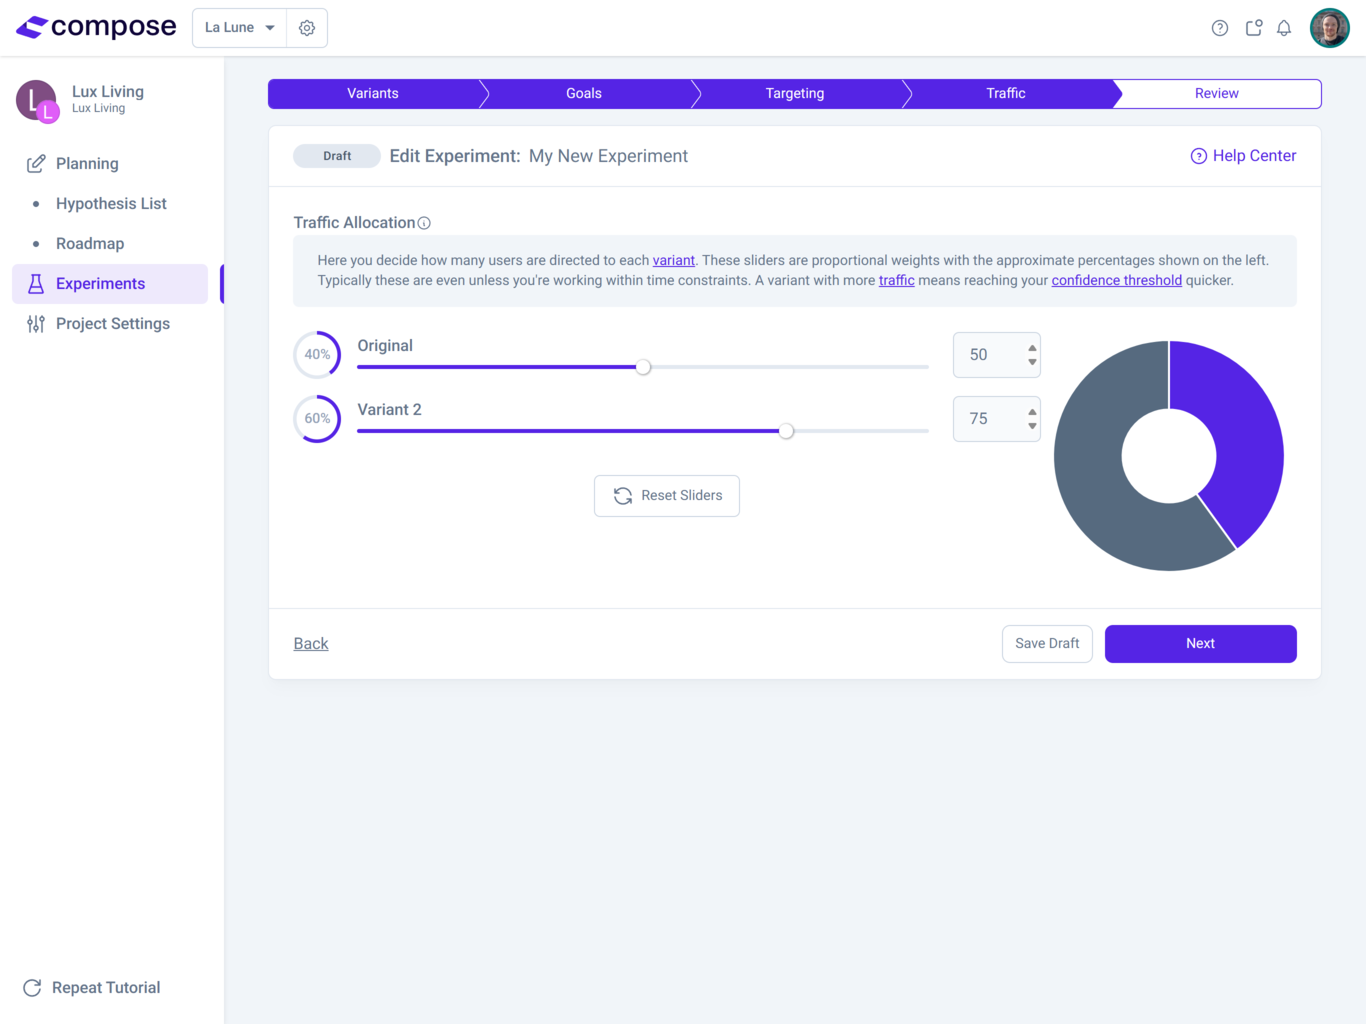 compose
La Lune
L
L
Lux Living
Lux Living
Planning
Hypothesis List
Roadmap
Experiments
Project Settings
Repeat Tutorial
Variants
Goals
Targeting
Traffic
Review
Draft
Edit Experiment: My New Experiment
Help Center
Traffic Allocation
Here you decide how many users are directed to each variant. These sliders are proportional weights with the approximate percentages shown on the left.
Typically these are even unless you're working within time constraints. A variant with more traffic means reaching your confidence threshold quicker.
40%
Original
50
60%
Variant 2
75
Reset Sliders
Back
Save Draft
Next